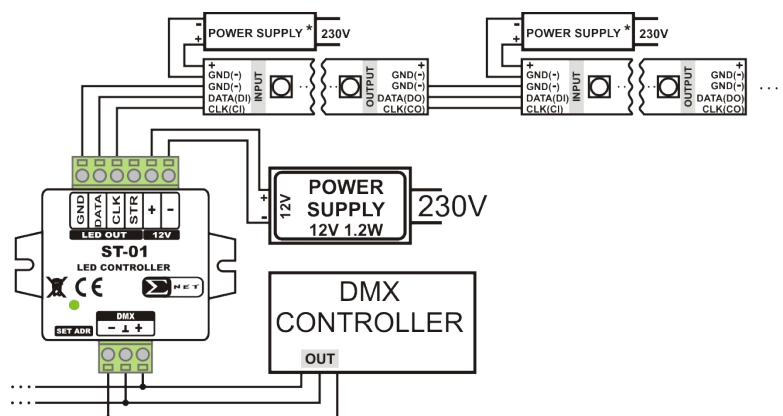 POWER SUPPLY * 230V
POWER SUPPLY * 230V
- +
- +
+
GND(-)
GND(-)
DATA(DI)
CLK(CI)
INPUT
OUTPUT
GND(-)
GND(-)
DATA(DO)
CLK(CO)
+
GND(-)
GND(-)
DATA(DI)
CLK(CI)
INPUT
OUTPUT
GND(-)
GND(-)
DATA(DO)
CLK(CO)
GND DATA CLK STR + -
LED OUT 12V
ST-01
LED CONTROLLER
CE
NET
DMX
SET ADR
- ⊥ +
+
-
12V
POWER
SUPPLY
12V 1.2W
230V
DMX
CONTROLLER
OUT